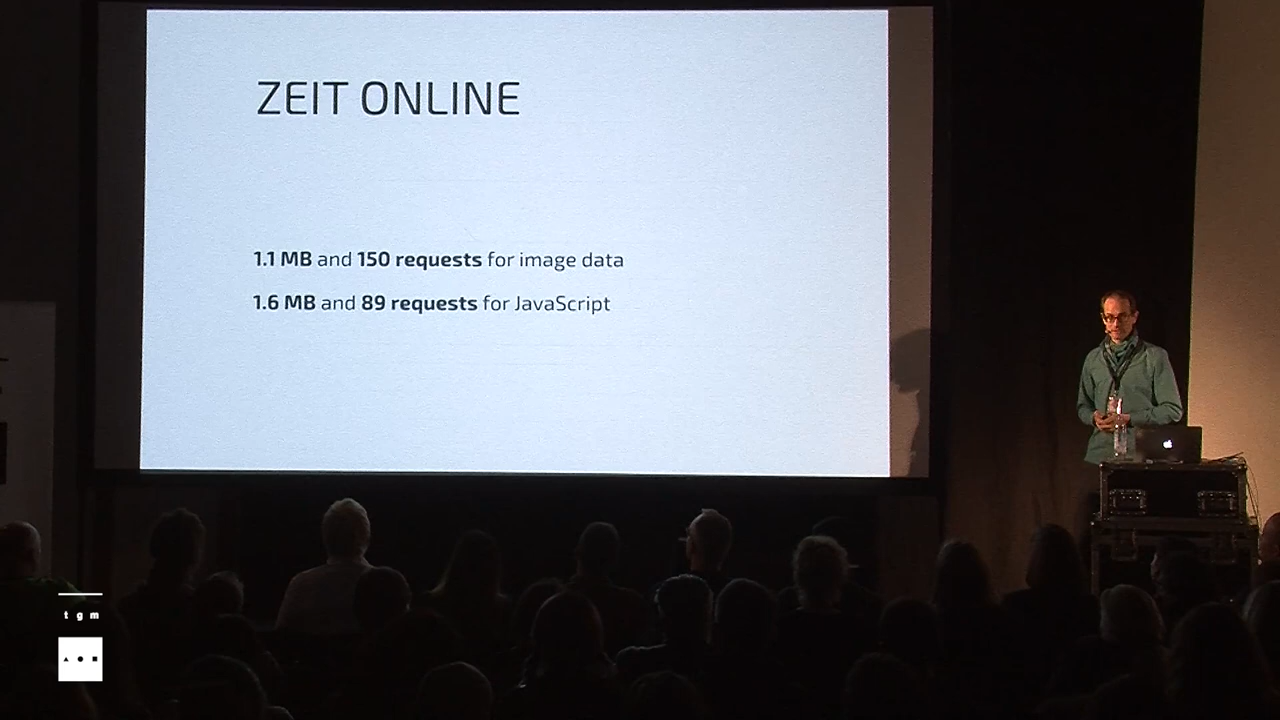 ZEIT ONLINE
1.1 MB and 150 requests for image data
1.6 MB and 89 requests for JavaScript
t g m